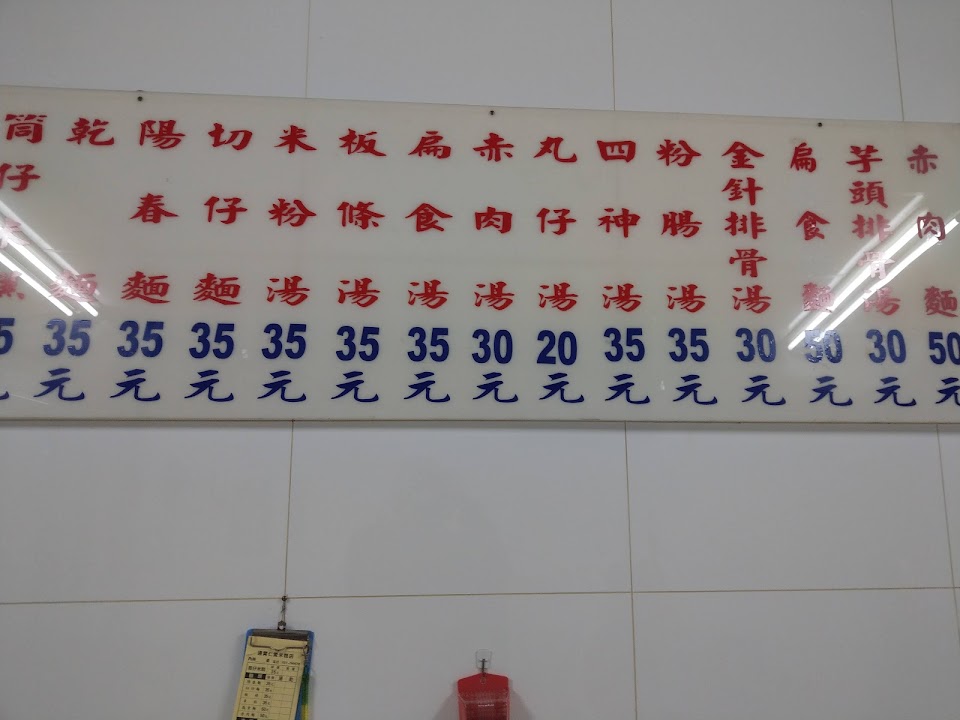 筒仔米糕 5元
乾麵 35元
陽春麵 35元
切仔麵 35元
米粉湯 35元
板條湯 35元
扁食湯 35元
赤肉湯 30元
丸仔湯 20元
四神湯 35元
粉腸湯 35元
金針排骨湯 30元
扁食麵 50元
芋頭排骨湯 30元
赤肉麵 50元